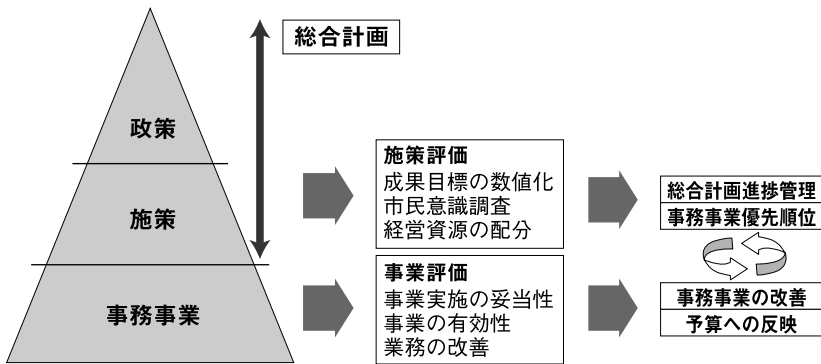 総合計画
政策
施策
事務事業
施策評価
成果目標の数値化
市民意識調査
経営資源の配分
事業評価
事業実施の妥当性
事業の有効性
業務の改善
総合計画進捗管理
事務事業優先順位
事務事業の改善
予算への反映